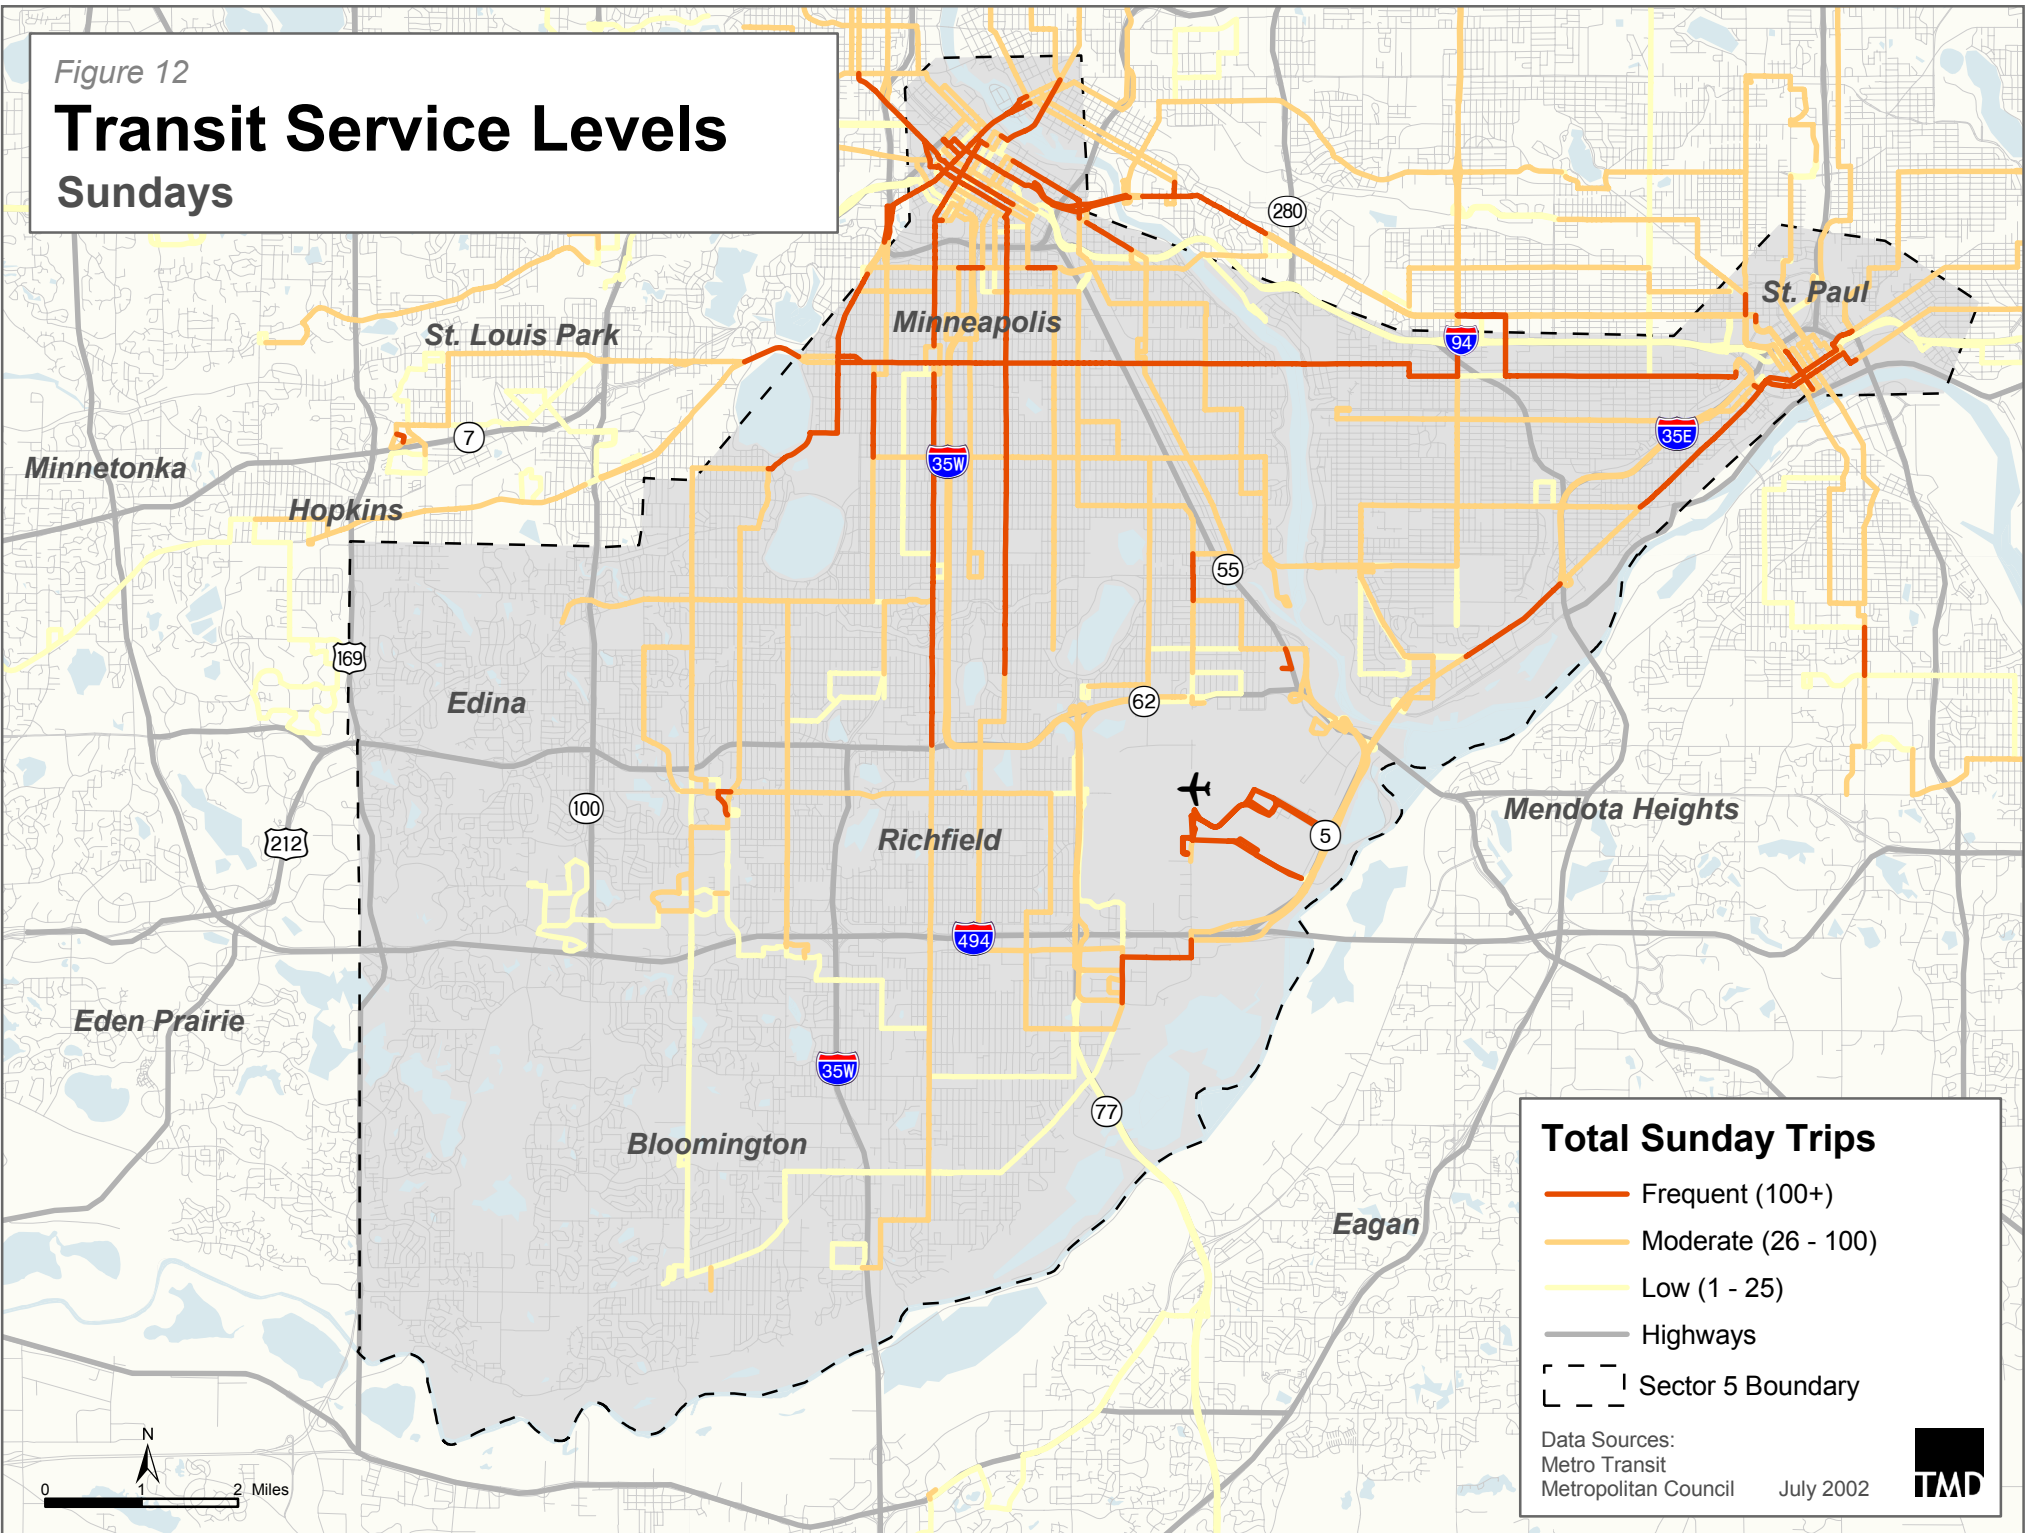 Figure 12
Transit Service Levels
Sundays
280
St. Paul
Minneapolis
St. Louis Park
94
7
35E
35W
Minnetonka
Hopkins
55
169
Edina
62
100
Mendota Heights
212
Richfield
5
494
Eden Prairie
35W
77
Bloomington
Eagan
Total Sunday Trips
Frequent (100+)
Moderate (26 - 100)
Low (1 - 25)
Highways
Sector 5 Boundary
Data Sources:
Metro Transit
Metropolitan Council July 2002
TMD
N
0 1 2 Miles